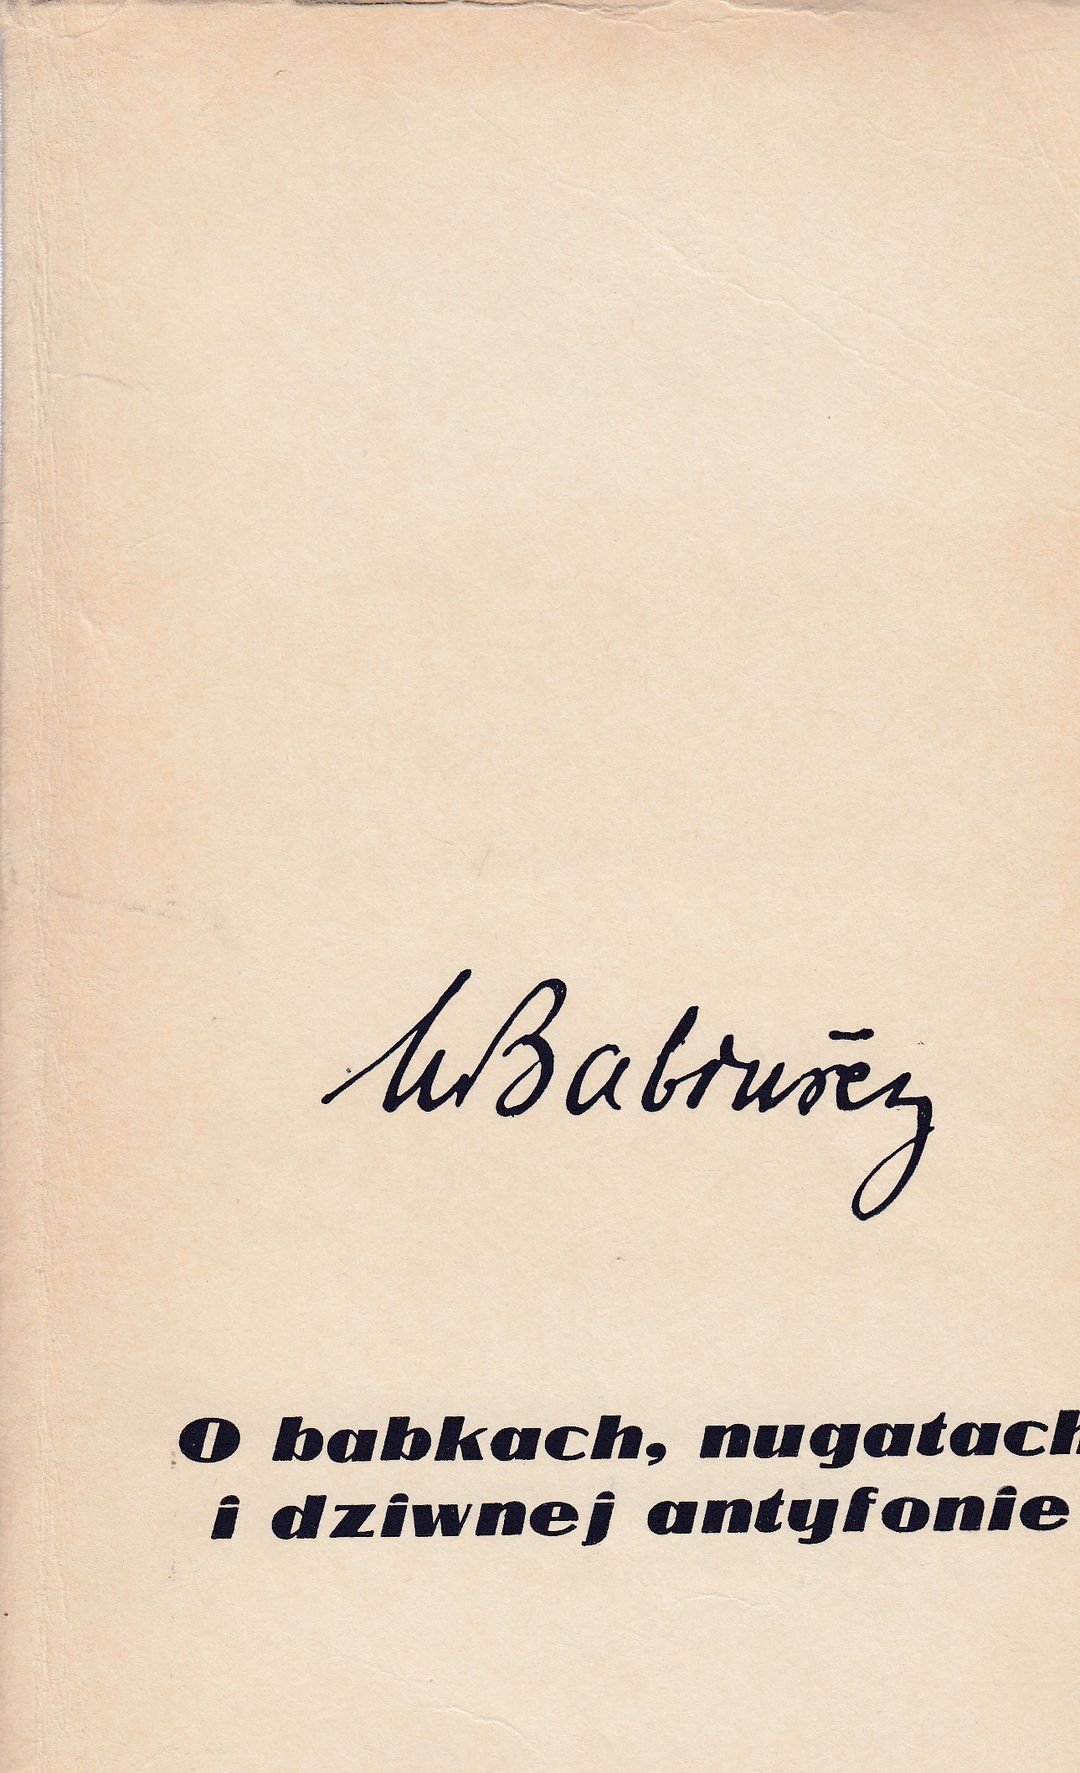 O babkach, nugatach
i dziwnej antyfonie